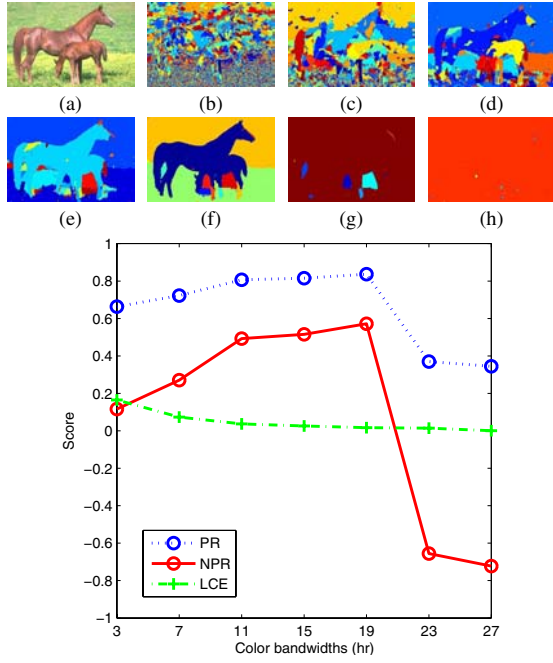 (a) (b) (c) (d)
(e) (f) (g) (h)
1
0.8
0.6
0.4
0.2
0
−0.2
−0.4
−0.6
−0.8
−1
Score
PR
NPR
LCE
3 7 11 15 19 23 27
Color bandwidths (hr)